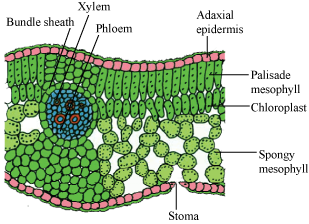 Xylem
Bundle sheath
Phloem
Adaxial
epidermis
Palisade
mesophyll
Chloroplast
Spongy
mesophyll
Stoma